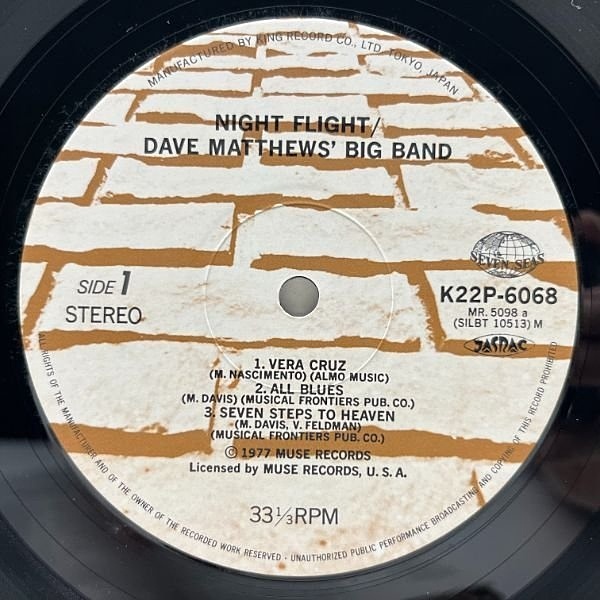 MANUFACTURED BY KING RECORD CO., LTD, TOKYO, JAPAN
NIGHT FLIGHT/
DAVE MATTHEWS' BIG BAND
SEVEN SEAS
SIDE 1
STEREO
K22P-6068
MR. 5098 a
(SILBT 10513) M
JASRAC
1. VERA CRUZ
(M. NASCIMENTO) (ALMO MUSIC)
2. ALL BLUES
(M. DAVIS) (MUSICAL FRONTIERS PUB. CO.)
3. SEVEN STEPS TO HEAVEN
(M. DAVIS, V. FELDMAN)
(MUSICAL FRONTIERS PUB. CO.)
Ⓒ 1977 MUSE RECORDS
Licensed by MUSE RECORDS, U. S. A.
33 1/3 RPM
ALL RIGHTS OF THE MANUFACTURER AND OF THE OWNER OF THE RECORDED WORK RESERVED - UNAUTHORIZED PUBLIC PERFORMANCE BROADCASTING AND COPYING OF THIS RECORD PROHIBITED